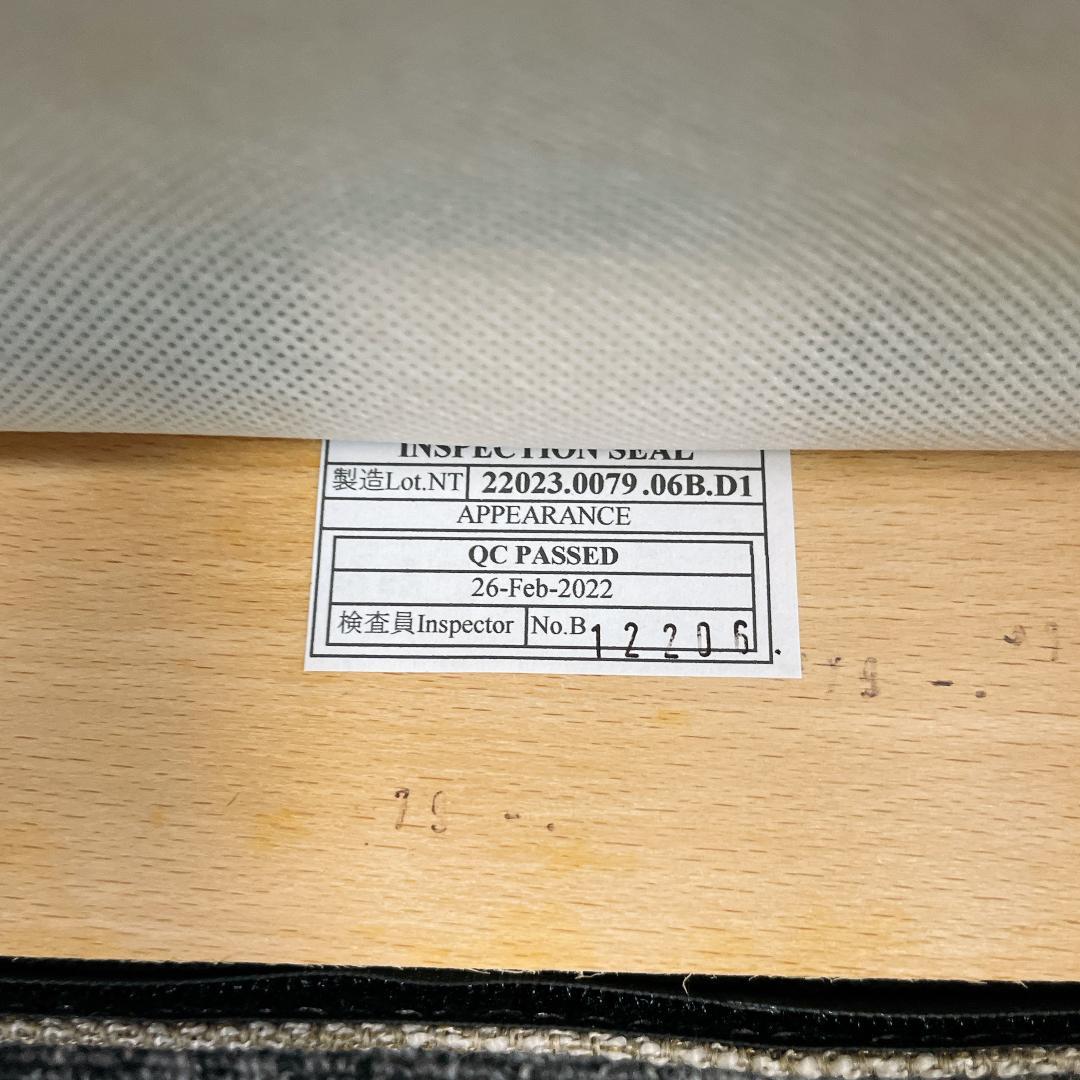 INSPECTION SEAL
製造Lot.NT 22023.0079.06B.D1
APPEARANCE
QC PASSED
26-Feb-2022
検査員Inspector No.B 12206.